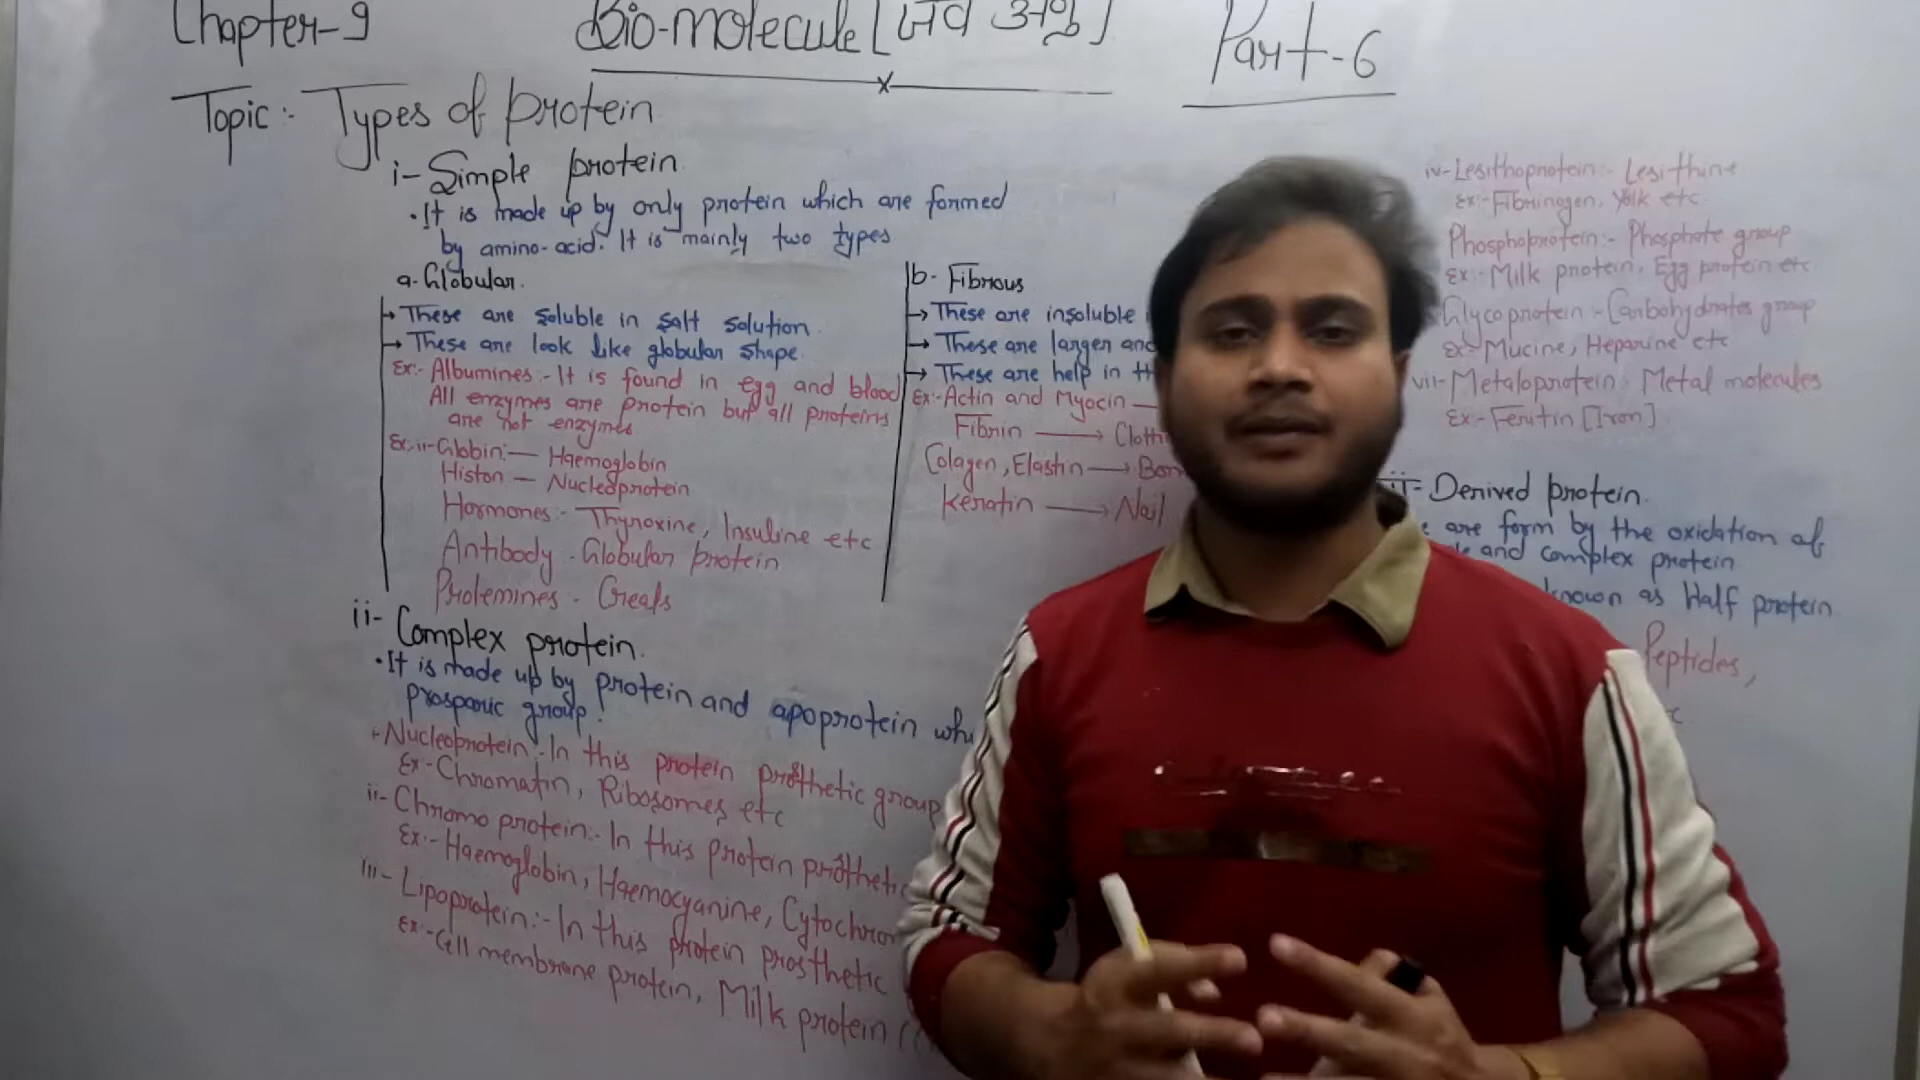 Chapter-9
Bio-molecule [जैव अणु]
Part-6
Topic:- Types of protein
i- Simple protein.
• It is made up by only protein which are formed
by amino-acid. It is mainly two types
a- Globular.
→ These are soluble in salt solution.
→ These are look like globular shape.
Ex:- Albumines:- It is found in egg and blood
All enzymes are protein but all proteins
are not enzymes
Ex:-ii- Globin:— Haemoglobin
Histon — Nucleoprotein
Hormones:- Thyroxine, Insuline etc
Antibody - Globular protein
Prolemines - Creals
b- Fibrous
→ These are insoluble
→ These are larger and
→ These are help in
Ex:- Actin and Myocin —
Fibrin → Clotti
Colagen, Elastin → Bon
Keratin → Nail
ii- Complex protein.
• It is made up by protein and apoprotein
prosparic group.
i- Nucleoprotein:- In this protein prosthetic group
Ex- Chromatin, Ribosomes etc
ii- Chromo protein:- In this protein prosthetic
Ex:- Haemoglobin, Haemocyanine, Cytochrom
iii- Lipoprotein:- In this protein prosthetic
Ex:- Cell membrane protein, Milk protein (
iv- Lesithoprotein:- Lesithine
Ex:- Fibrinogen, Yolk etc
Phosphoprotein:- Phosphate group
Ex:- Milk protein, Egg protein etc
Glycoprotein:- Carbohydrates group
Ex:- Mucine, Heparine etc
vii- Metaloprotein: Metal molecules
Ex:- Feritin [Iron]
Derived protein.
are form by the oxidation of
and complex protein
known as Half protein
Peptides,